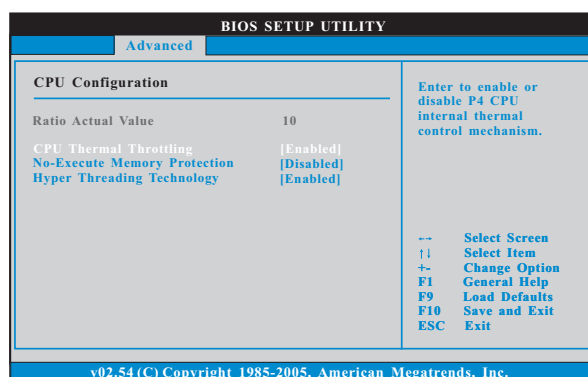 BIOS SETUP UTILITY
Advanced
CPU Configuration
Ratio Actual Value 10
CPU Thermal Throttling [Enabled]
No-Execute Memory Protection [Disabled]
Hyper Threading Technology [Enabled]
Enter to enable or
disable P4 CPU
internal thermal
control mechanism.
←→ Select Screen
↑↓ Select Item
+- Change Option
F1 General Help
F9 Load Defaults
F10 Save and Exit
ESC Exit
v02.54 (C) Copyright 1985-2005, American Megatrends, Inc.